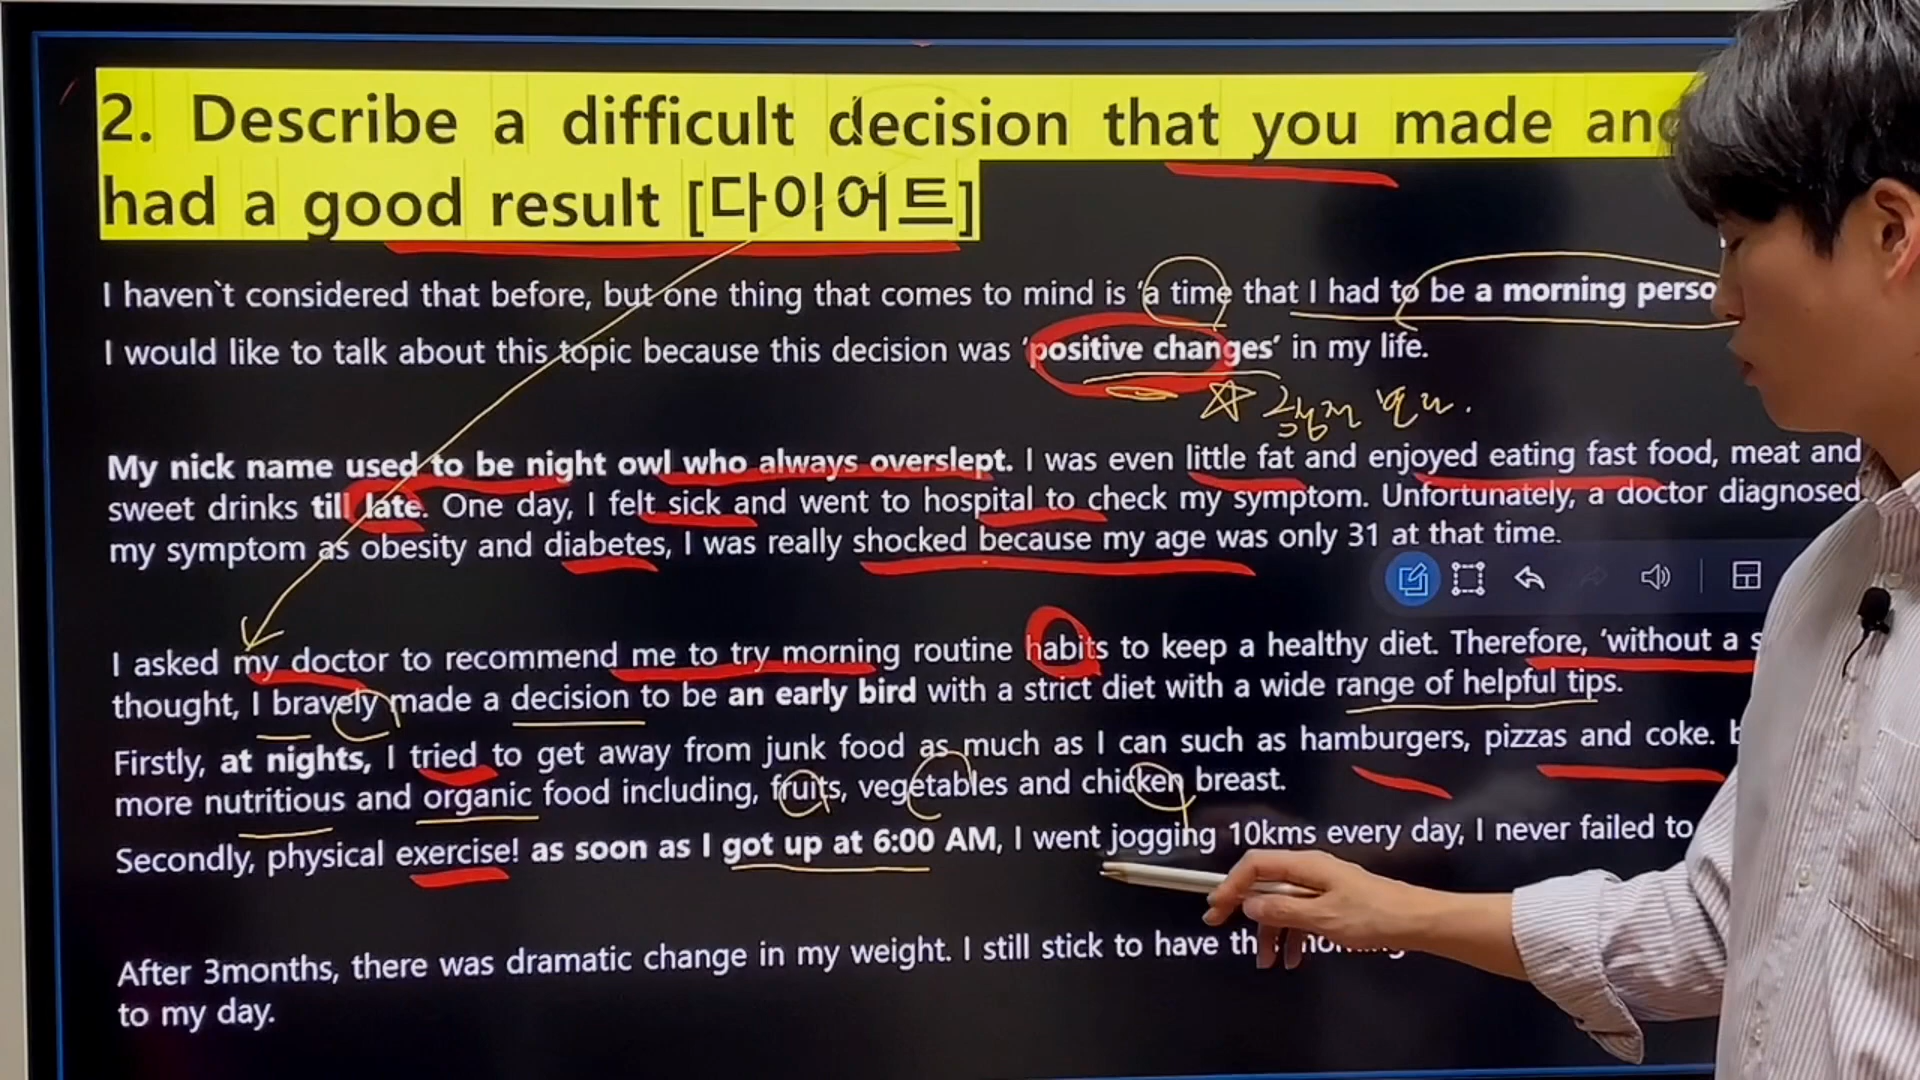 2. Describe a difficult decision that you made and
had a good result [다이어트]
I haven`t considered that before, but one thing that comes to mind is ‘a time that I had to be a morning perso
I would like to talk about this topic because this decision was ‘positive changes’ in my life.
긍정적 변화.
My nick name used to be night owl who always overslept. I was even little fat and enjoyed eating fast food, meat and
sweet drinks till late. One day, I felt sick and went to hospital to check my symptom. Unfortunately, a doctor diagnosed
my symptom as obesity and diabetes, I was really shocked because my age was only 31 at that time.
I asked my doctor to recommend me to try morning routine habits to keep a healthy diet. Therefore, ‘without a s
thought, I bravely made a decision to be an early bird with a strict diet with a wide range of helpful tips.
Firstly, at nights, I tried to get away from junk food as much as I can such as hamburgers, pizzas and coke.
more nutritious and organic food including, fruits, vegetables and chicken breast.
Secondly, physical exercise! as soon as I got up at 6:00 AM, I went jogging 10kms every day, I never failed to
After 3months, there was dramatic change in my weight. I still stick to have
to my day.